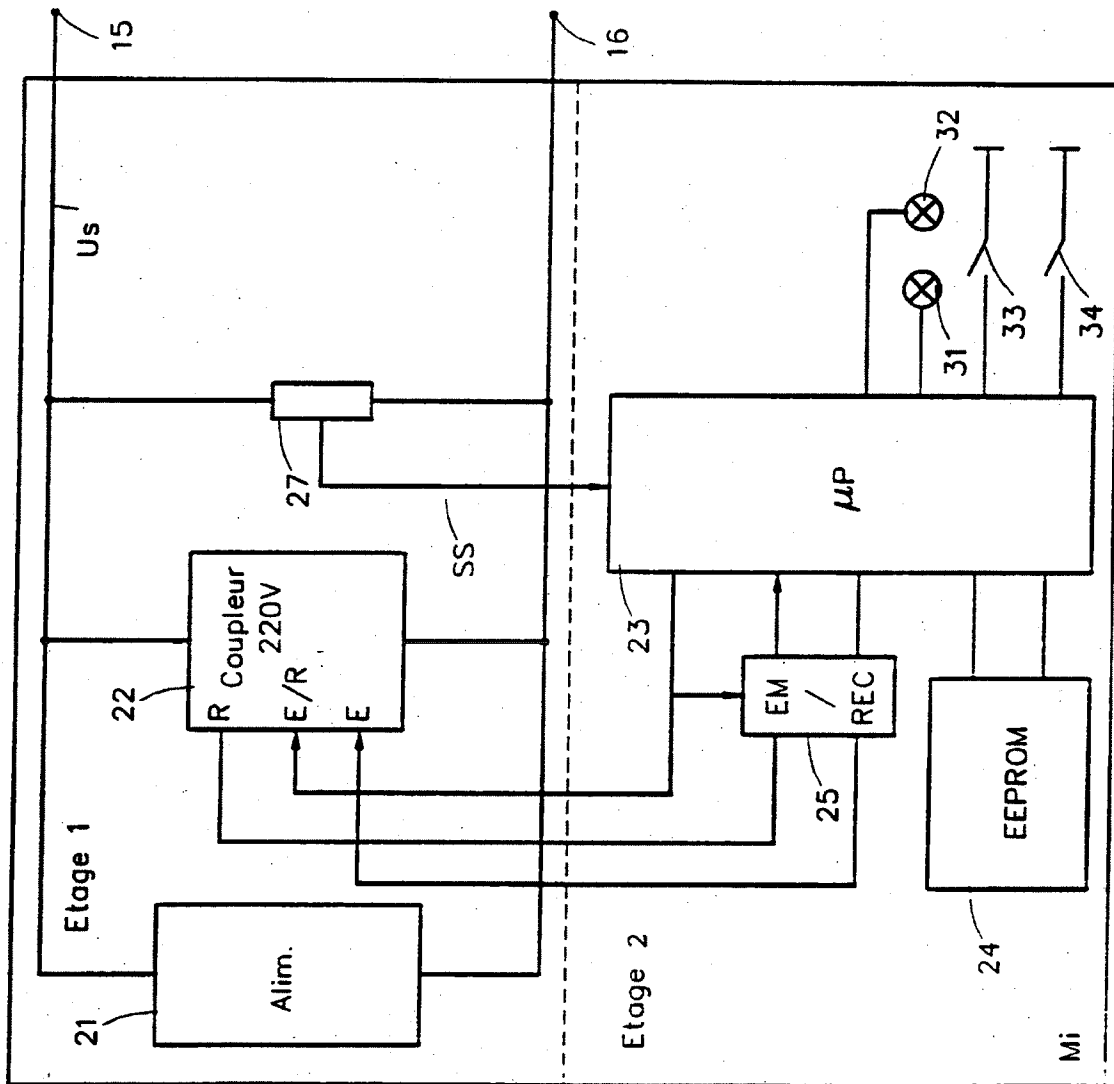 15
16
Us
Etage 1
21
Alim.
22
R
Coupleur
220V
E/R
E
27
SS
Etage 2
23
µP
EM
/
REC
25
EEPROM
24
31
32
33
34
Mi